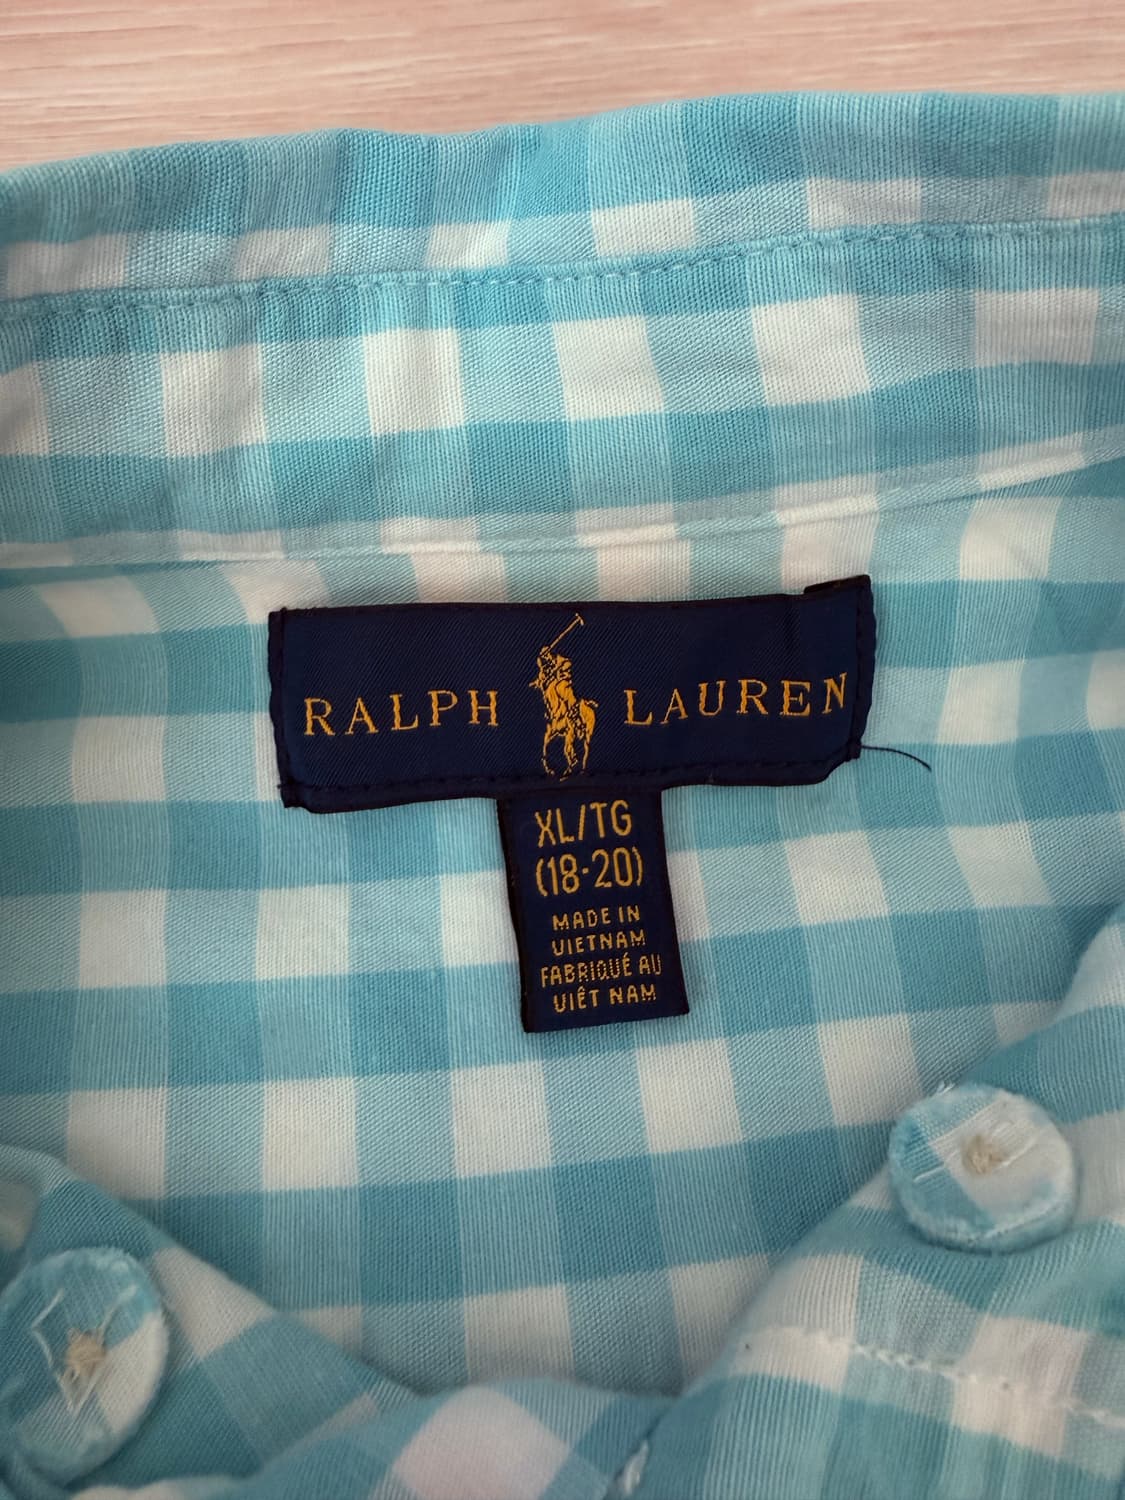 RALPH LAUREN
XL/TG
(18-20)
MADE IN
VIETNAM
FABRIQUÉ AU
VIÊT NAM